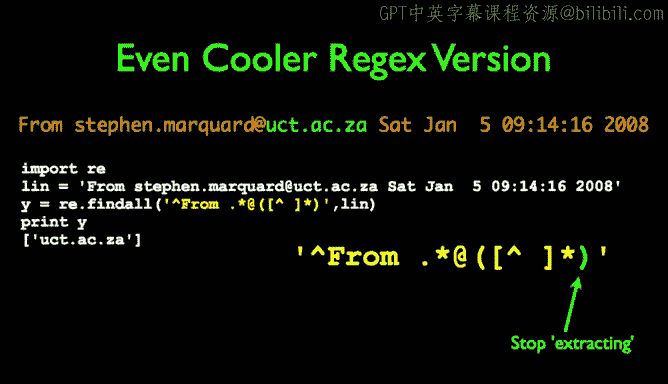 GPT中英字幕课程资源@bilibili.com
Even Cooler Regex Version
From stephen.marquard@uct.ac.za Sat Jan  5 09:14:16 2008
import re
lin = 'From stephen.marquard@uct.ac.za Sat Jan  5 09:14:16 2008'
y = re.findall('^From .*@([^ ]*)',lin)
print y
['uct.ac.za']
'^From .*@([^ ]*)'
Stop 'extracting'